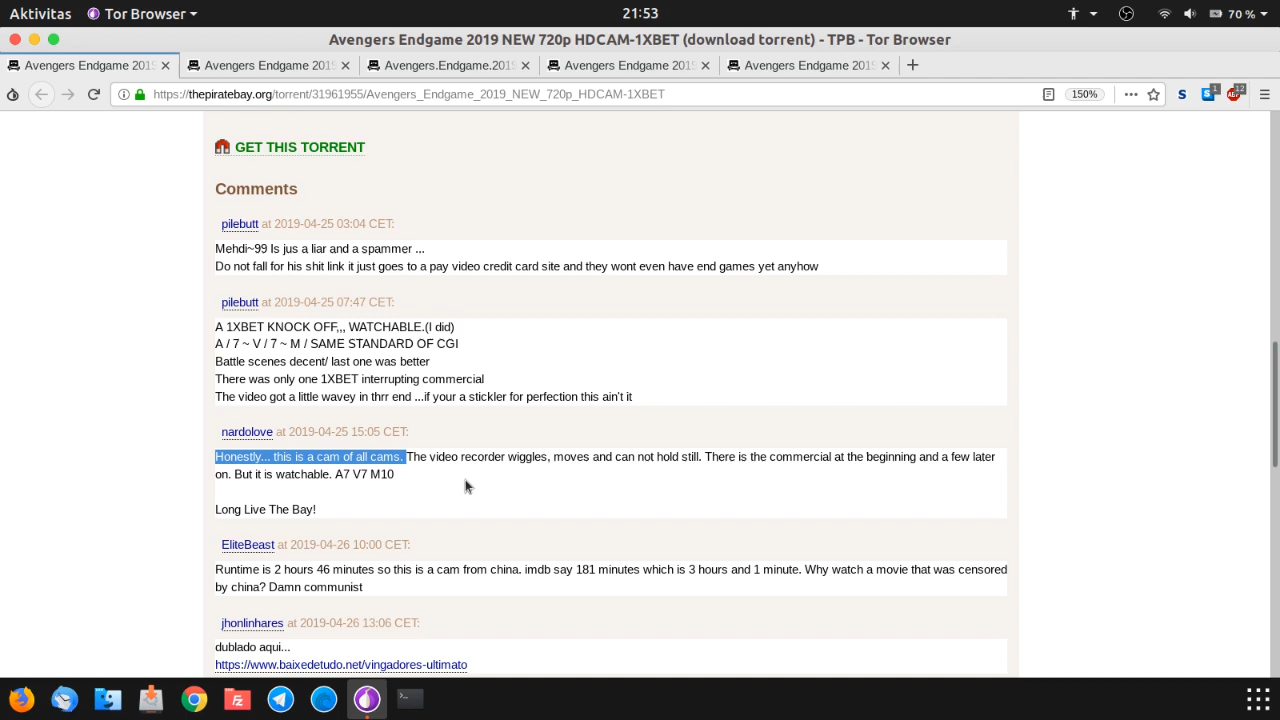 Aktivitas
Tor Browser
21:53
70 %
Avengers Endgame 2019 NEW 720p HDCAM-1XBET (download torrent) - TPB - Tor Browser
Avengers Endgame 2019
Avengers Endgame 2019
Avengers.Endgame.2019
Avengers Endgame 2019
Avengers Endgame 2019
https://thepiratebay.org/torrent/31961955/Avengers_Endgame_2019_NEW_720p_HDCAM-1XBET
150%
S
S
1
ABP
12
GET THIS TORRENT
Comments
pilebutt at 2019-04-25 03:04 CET:
Mehdi~99 Is jus a liar and a spammer ...
Do not fall for his shit link it just goes to a pay video credit card site and they wont even have end games yet anyhow
pilebutt at 2019-04-25 07:47 CET:
A 1XBET KNOCK OFF,,, WATCHABLE.(I did)
A / 7 ~ V / 7 ~ M / SAME STANDARD OF CGI
Battle scenes decent/ last one was better
There was only one 1XBET interrupting commercial
The video got a little wavey in thrr end ...if your a stickler for perfection this ain't it
nardolove at 2019-04-25 15:05 CET:
Honestly... this is a cam of all cams. The video recorder wiggles, moves and can not hold still. There is the commercial at the beginning and a few later
on. But it is watchable. A7 V7 M10
Long Live The Bay!
EliteBeast at 2019-04-26 10:00 CET:
Runtime is 2 hours 46 minutes so this is a cam from china. imdb say 181 minutes which is 3 hours and 1 minute. Why watch a movie that was censored
by china? Damn communist
jhonlinhares at 2019-04-26 13:06 CET:
dublado aqui...
https://www.baixedetudo.net/vingadores-ultimato
Fz